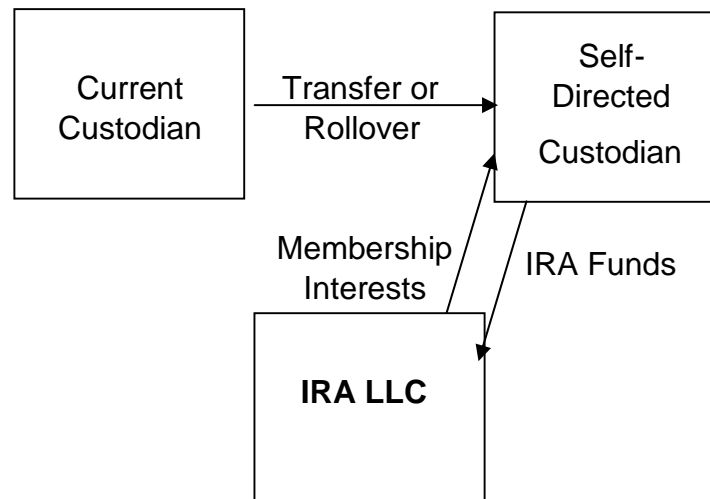 Current
Custodian
Transfer or
Rollover
Self-
Directed
Custodian
Membership
Interests
IRA Funds
IRA LLC